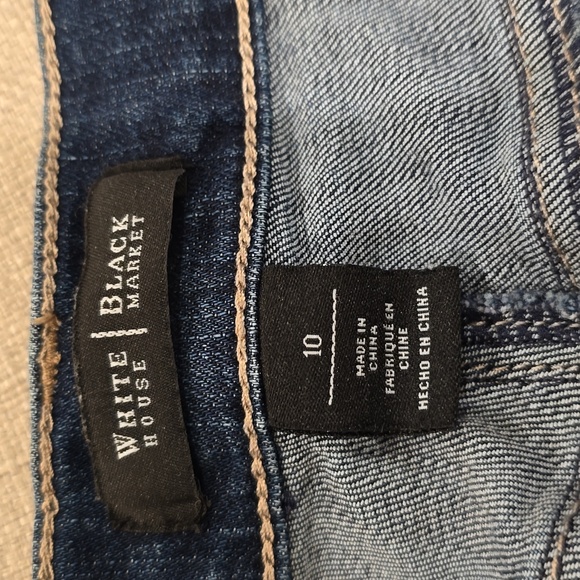 WHITE | BLACK
HOUSE | MARKET
10
MADE IN
CHINA
FABRIQUÉ EN
CHINE
HECHO EN CHINA